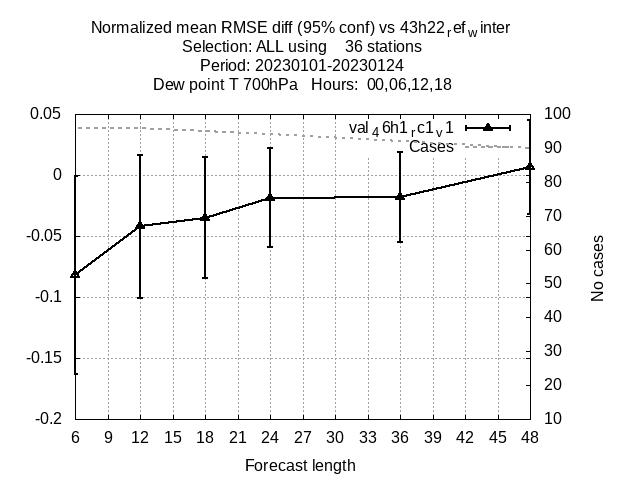 Normalized mean RMSE diff (95% conf) vs 43h22refwinter
Selection: ALL using 36 stations
Period: 20230101-20230124
Dew point T 700hPa Hours: 00,06,12,18
val46h1rc1v1
Cases
0.05
0
-0.05
-0.1
-0.15
-0.2
100
90
80
70
60
50
40
30
20
10
No cases
6 9 12 15 18 21 24 27 30 33 36 39 42 45 48
Forecast length